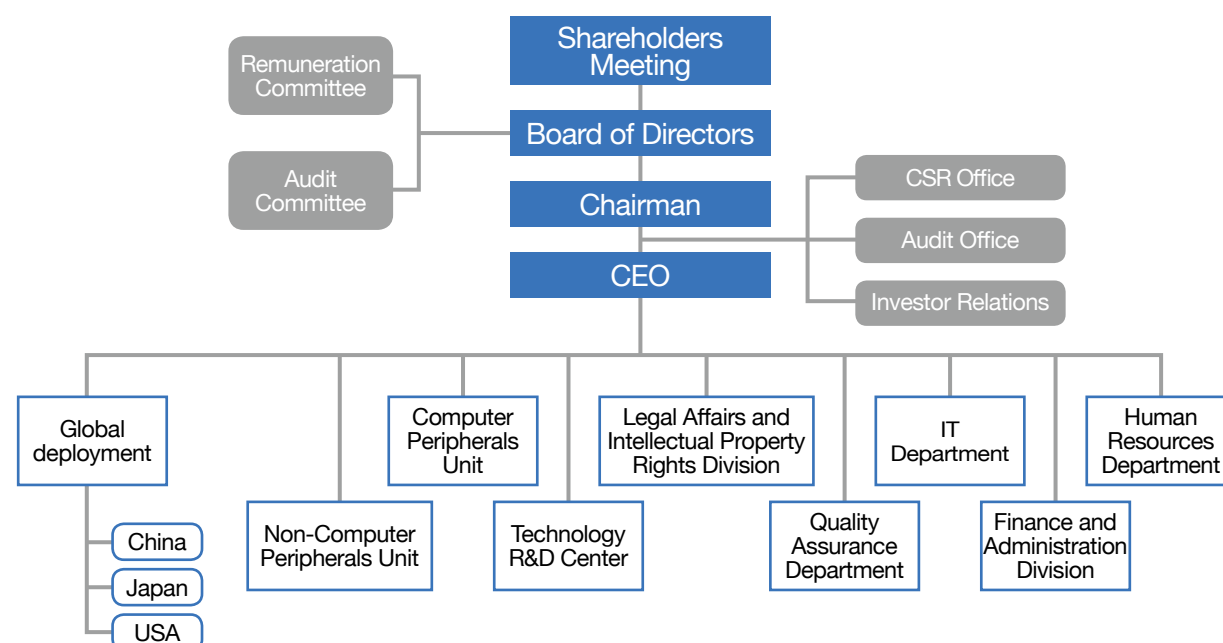 Shareholders
Meeting
Remuneration
Committee
Board of Directors
Audit
Committee
CSR Office
Chairman
Audit Office
CEO
Investor Relations
Global
deployment
Computer
Peripherals
Unit
Legal Affairs and
Intellectual Property
Rights Division
IT
Department
Human
Resources
Department
Non-Computer
Peripherals Unit
Technology
R&D Center
Quality
Assurance
Department
Finance and
Administration
Division
China
Japan
USA